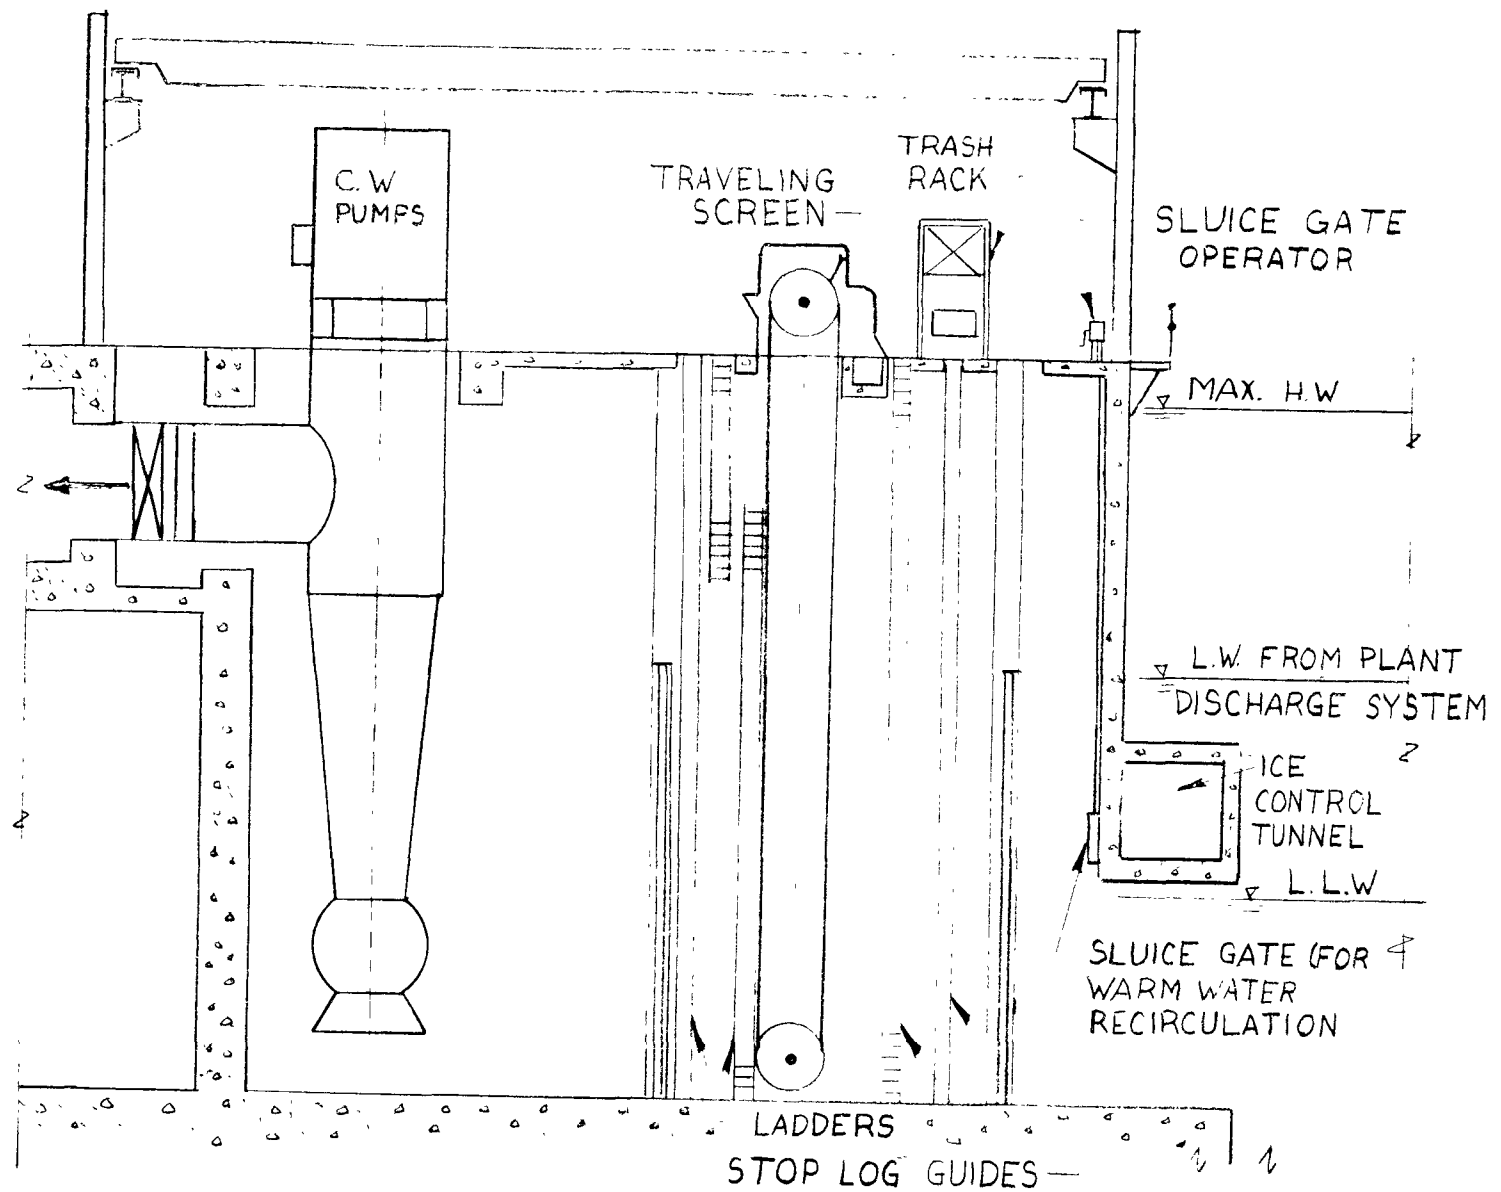 C.W
PUMPS
TRAVELING
SCREEN
TRASH
RACK
SLUICE GATE
OPERATOR
MAX. H.W
L.W. FROM PLANT
DISCHARGE SYSTEM
ICE
CONTROL
TUNNEL
L.L.W
SLUICE GATE (FOR
WARM WATER
RECIRCULATION
LADDERS
STOP LOG GUIDES